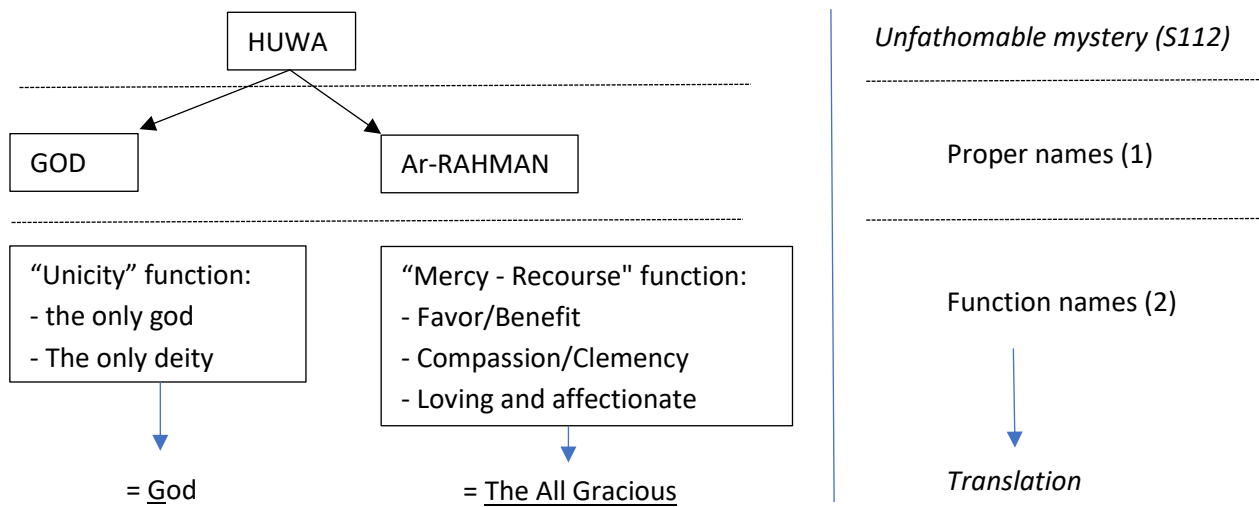 HUWA
Unfathomable mystery (S112)
GOD
Ar-RAHMAN
Proper names (1)
“Unicity” function:
- the only god
- The only deity
“Mercy - Recourse" function:
- Favor/Benefit
- Compassion/Clemency
- Loving and affectionate
Function names (2)
= God
= The All Gracious
Translation